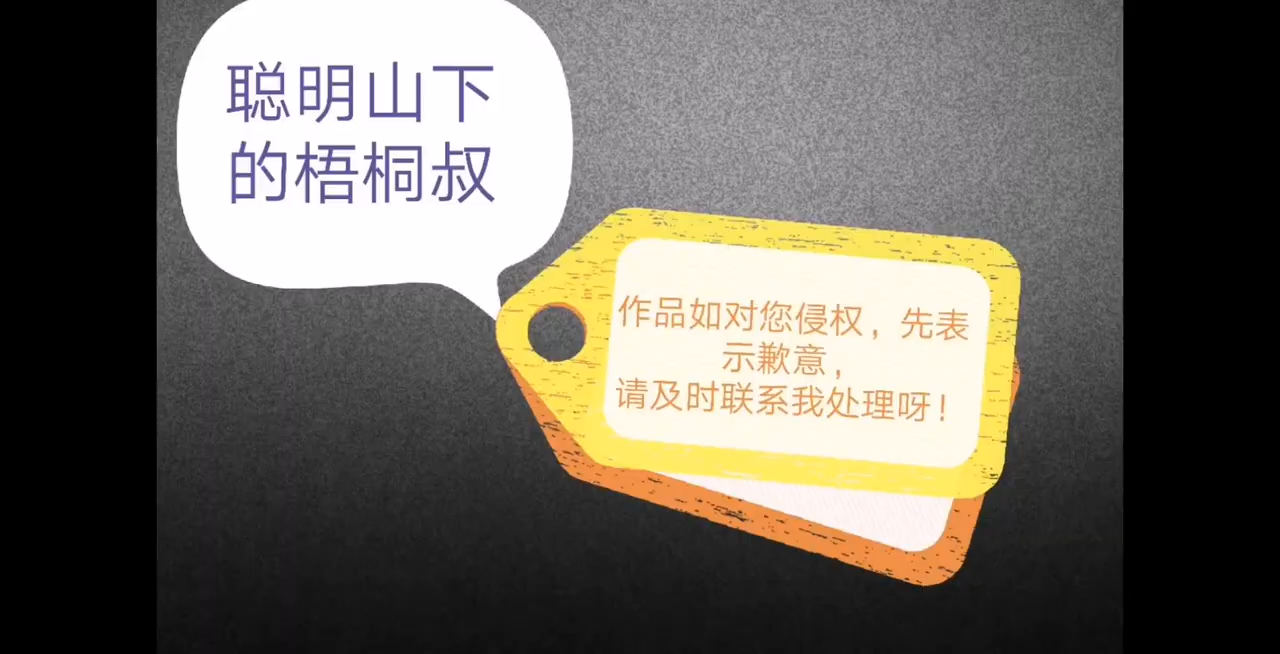 聪明山下
的梧桐叔
作品如对您侵权，先表
示歉意，
请及时联系我处理呀！